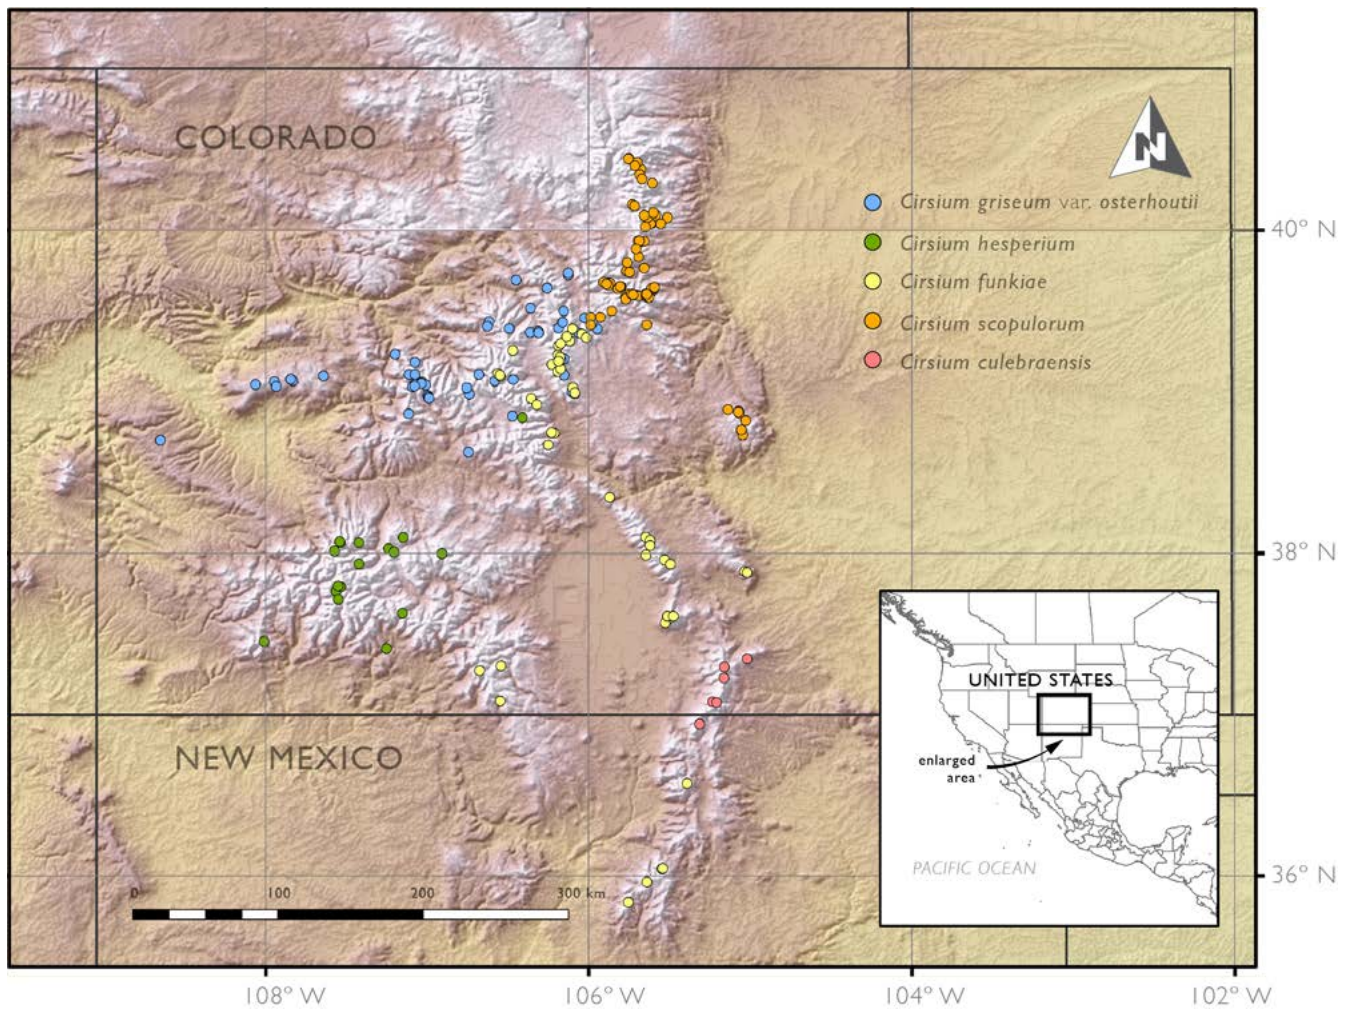 COLORADO
N
Cirsium griseum var. osterhoutii
Cirsium hesperium
Cirsium funkiae
Cirsium scopulorum
Cirsium culebraensis
40° N
38° N
36° N
UNITED STATES
enlarged
area
PACIFIC OCEAN
NEW MEXICO
0 100 200 300 km
108° W 106° W 104° W 102° W